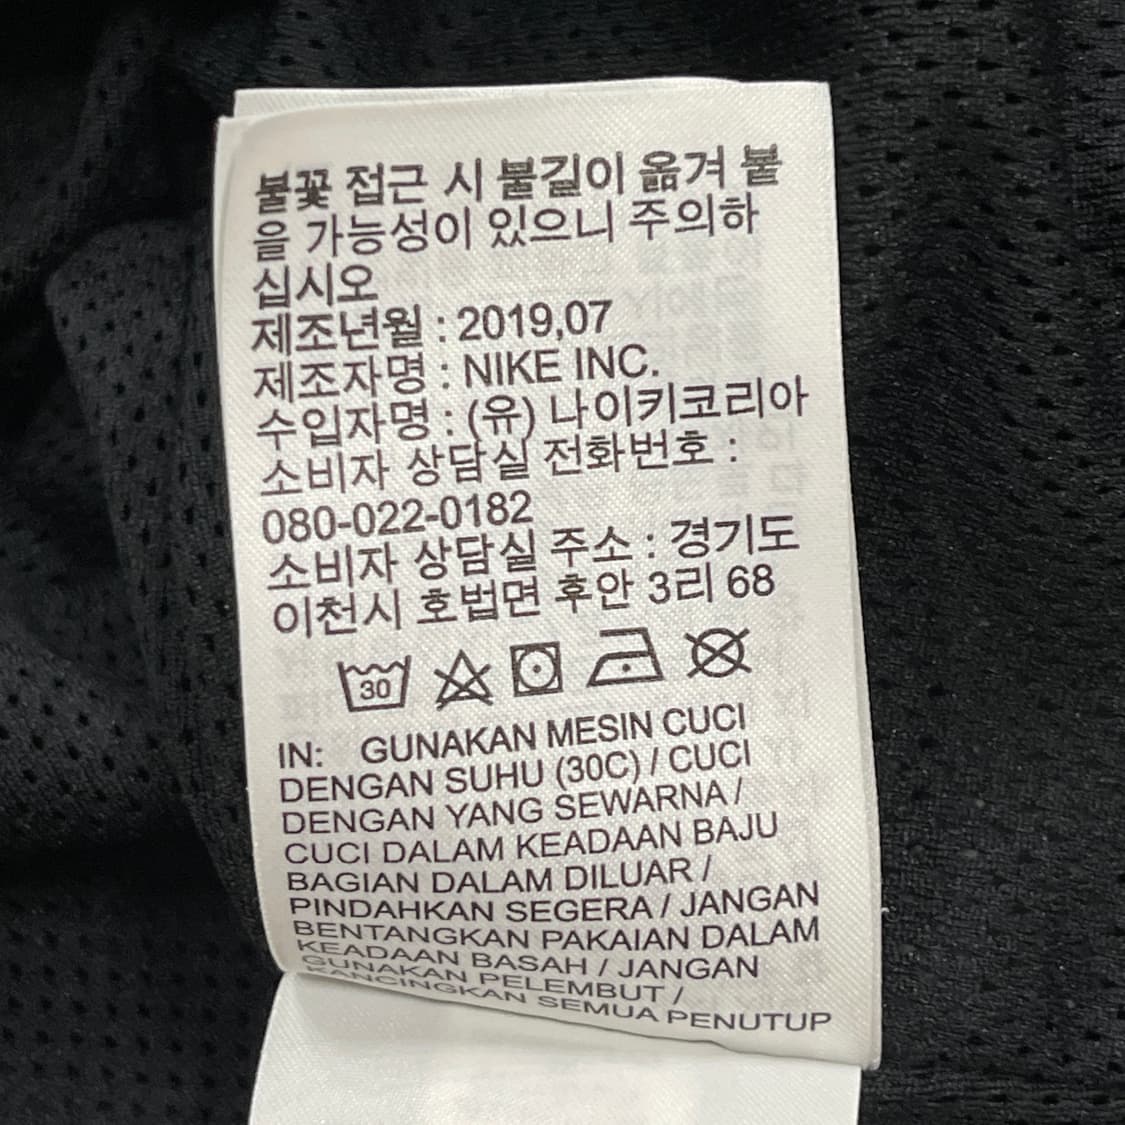 불꽃 접근 시 불길이 옮겨 붙
을 가능성이 있으니 주의하
십시오
제조년월 : 2019,07
제조자명 : NIKE INC.
수입자명 : (유) 나이키코리아
소비자 상담실 전화번호 :
080-022-0182
소비자 상담실 주소 : 경기도
이천시 호법면 후안 3리 68
30
IN: GUNAKAN MESIN CUCI
DENGAN SUHU (30C) / CUCI
DENGAN YANG SEWARNA /
CUCI DALAM KEADAAN BAJU
BAGIAN DALAM DILUAR /
PINDAHKAN SEGERA / JANGAN
BENTANGKAN PAKAIAN DALAM
KEADAAN BASAH / JANGAN
GUNAKAN PELEMBUT /
KANCINGKAN SEMUA PENUTUP